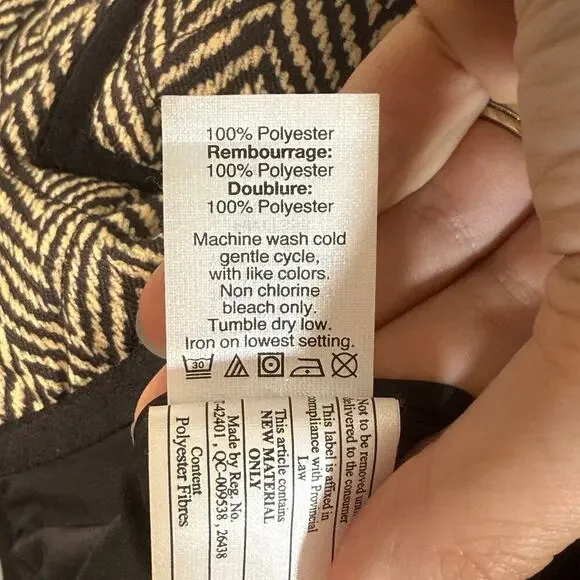 100% Polyester
Rembourrage:
100% Polyester
Doublure:
100% Polyester
Machine wash cold
gentle cycle,
with like colors.
Non chlorine
bleach only.
Tumble dry low.
Iron on lowest setting.
30
Not to be removed
delivered to the consumer
This label is affixed in
compliance with Provincial
Law
This article contains
NEW MATERIAL
ONLY
Made by Reg. No.
-42401, QC-009538, 26438
Content
Polyester Fibres